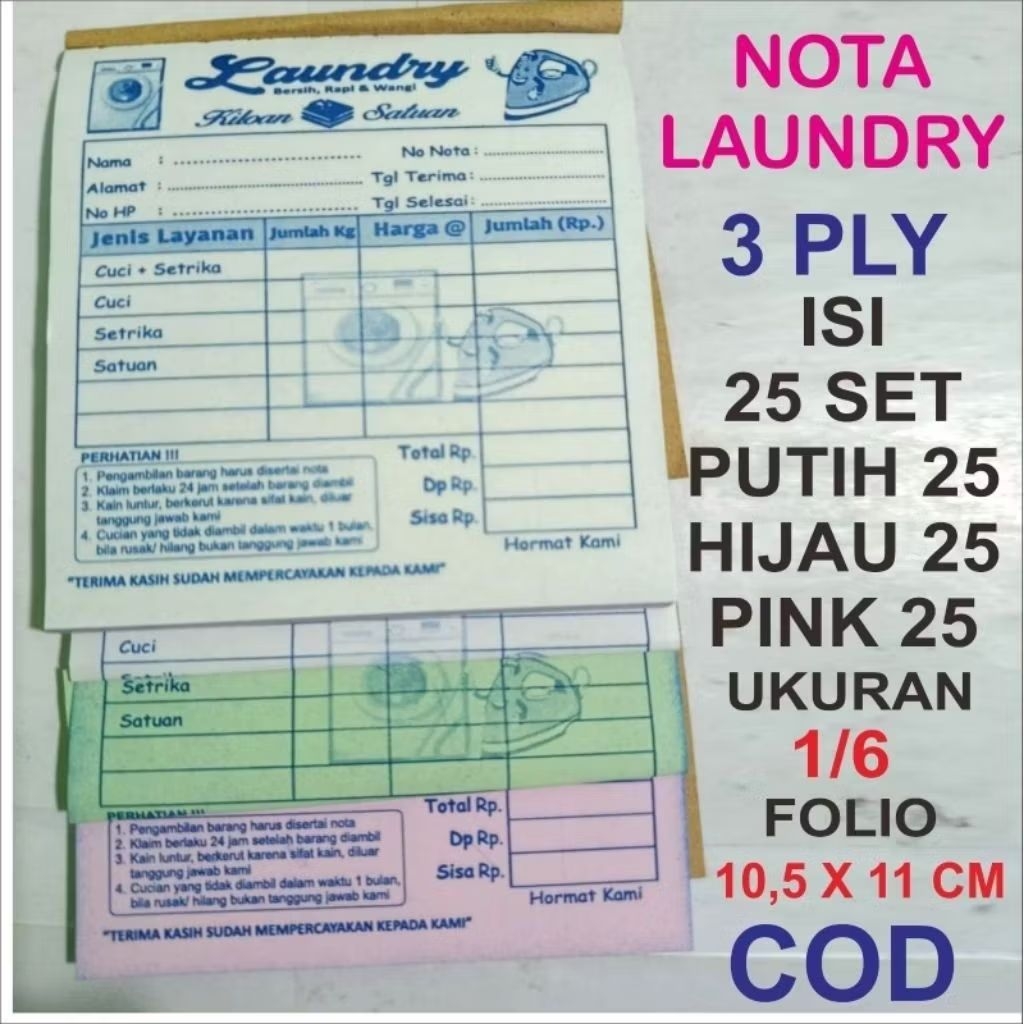 Laundry
Bersih, Rapi & Wangi
Kiloan Satuan
Nama : No Nota :
Alamat : Tgl Terima :
No HP : Tgl Selesai :
Jenis Layanan Jumlah Kg Harga @ Jumlah (Rp.)
Cuci + Setrika
Cuci
Setrika
Satuan
PERHATIAN !!!
1. Pengambilan barang harus disertai nota
2. Klaim berlaku 24 jam setelah barang diambil
3. Kain luntur, berkerut karena sifat kain, diluar
tanggung jawab kami
4. Cucian yang tidak diambil dalam waktu 1 bulan,
bila rusak/ hilang bukan tanggung jawab kami
Total Rp.
Dp Rp.
Sisa Rp.
Hormat Kami
"TERIMA KASIH SUDAH MEMPERCAYAKAN KEPADA KAMI"
Cuci
Setrika
Satuan
PERHATIAN !!!
1. Pengambilan barang harus disertai nota
2. Klaim berlaku 24 jam setelah barang diambil
3. Kain luntur, berkerut karena sifat kain, diluar
tanggung jawab kami
4. Cucian yang tidak diambil dalam waktu 1 bulan,
bila rusak/ hilang bukan tanggung jawab kami
Total Rp.
Dp Rp.
Sisa Rp.
Hormat Kami
"TERIMA KASIH SUDAH MEMPERCAYAKAN KEPADA KAMI"
NOTA
LAUNDRY
3 PLY
ISI
25 SET
PUTIH 25
HIJAU 25
PINK 25
UKURAN
1/6
FOLIO
10,5 X 11 CM
COD